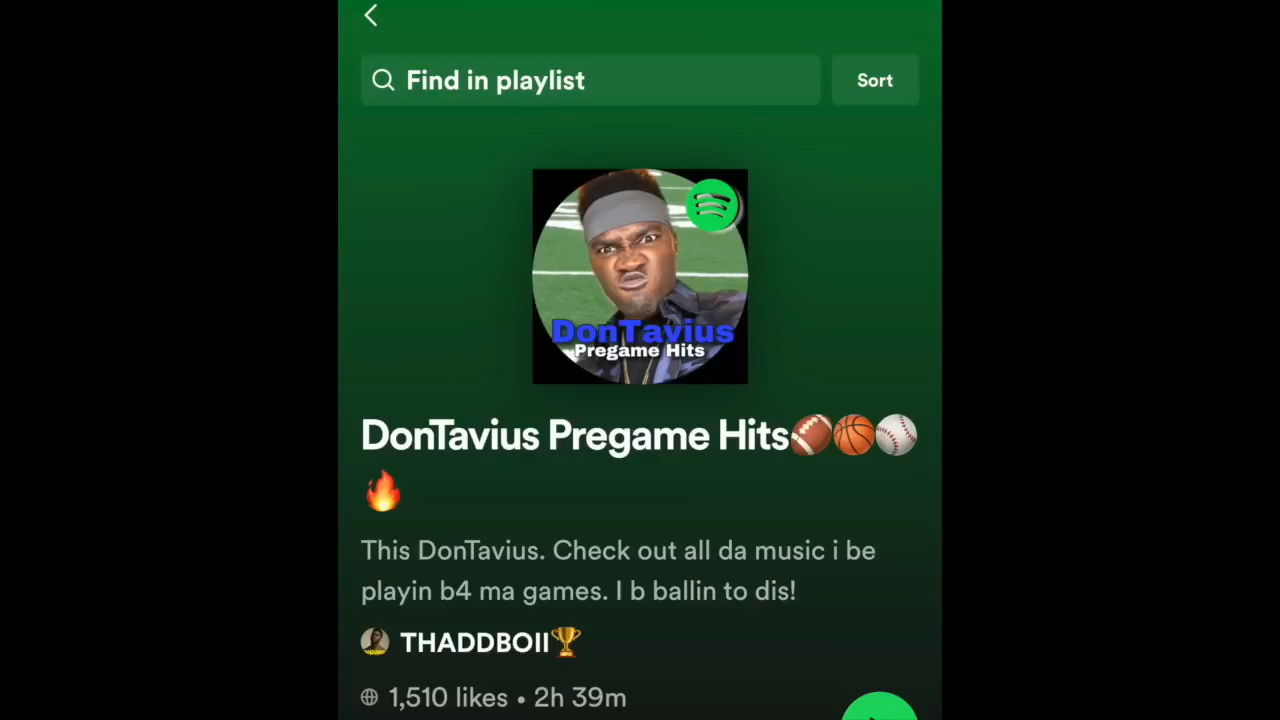 Find in playlist
Sort
DonTavius
Pregame Hits
DonTavius Pregame Hits🏈🏀⚾
🔥
This DonTavius. Check out all da music i be
playin b4 ma games. I b ballin to dis!
THADDBOII🏆
1,510 likes • 2h 39m